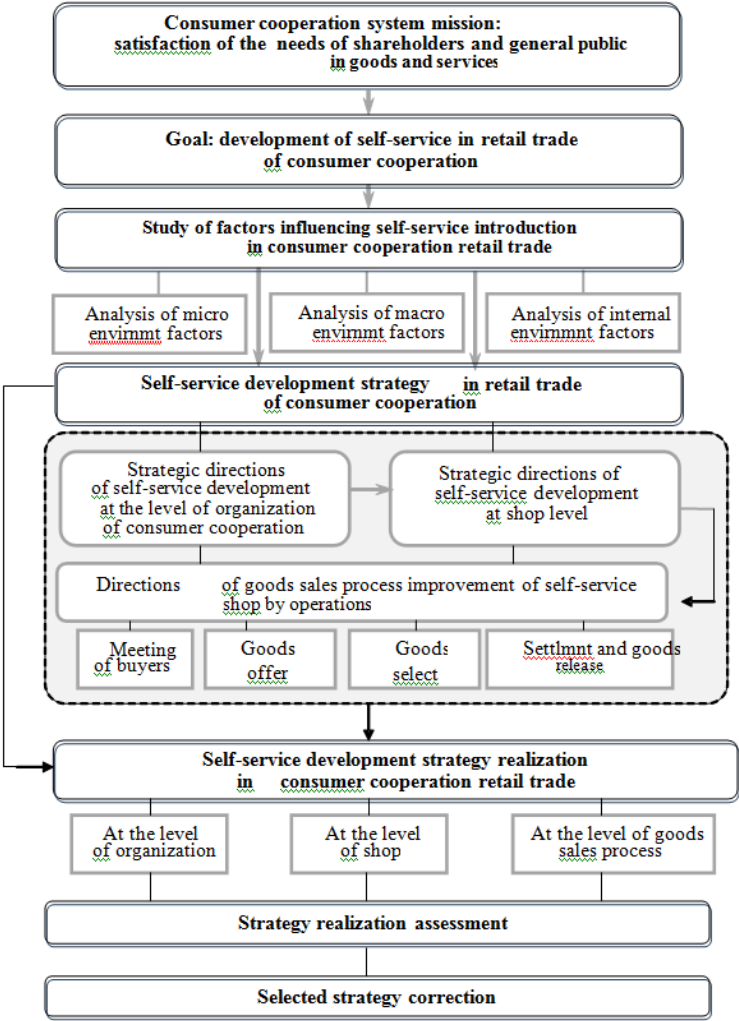 Consumer cooperation system mission:
satisfaction of the needs of shareholders and general public
in goods and services
Goal: development of self-service in retail trade
of consumer cooperation
Study of factors influencing self-service introduction
in consumer cooperation retail trade
Analysis of micro
envirnmt factors
Analysis of macro
envirnmt factors
Analysis of internal
envirnmnt factors
Self-service development strategy in retail trade
of consumer cooperation
Strategic directions
of self-service development
at the level of organization
of consumer cooperation
Strategic directions of
self-service development
at shop level
Directions of goods sales process improvement of self-service
shop by operations
Meeting
of buyers
Goods
offer
Goods
select
Settlmnt and goods
release
Self-service development strategy realization
in consumer cooperation retail trade
At the level
of organization
At the level
of shop
At the level of goods
sales process
Strategy realization assessment
Selected strategy correction